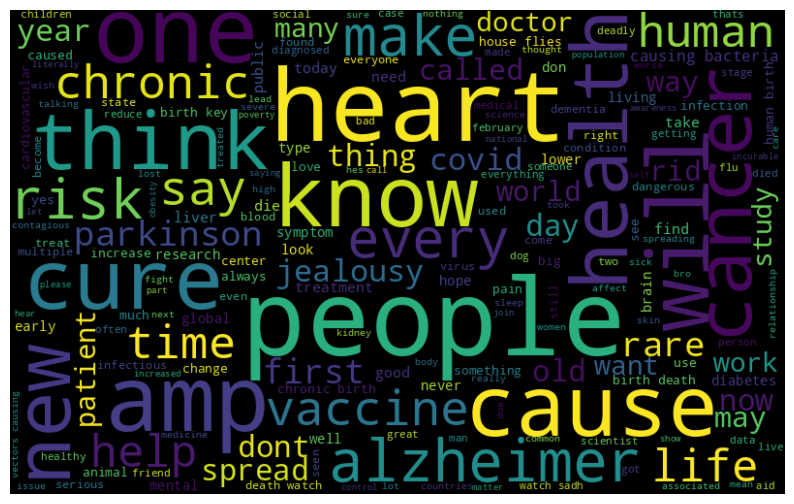 children
social
sure
case
nothing
thats
year
one
many
make
doctor
human
caused
found
made
deadly
literally
diagnosed
everyone
thought
house flies
population
worse
wish
public
causing bacteria
stage
chronic
today
need
called
don
way
awareness
talking
state
severe
lead
bad
medical
science
dementia
living
infection
cardiovascular
reduce
birth key
poverty
heart
health
human birth
care
become
think
treated
type
february
national
right
take
incurable
lost
love
thing
covid
lower
condition
getting
self
saying
hes
call
someone
will
cancer
obesity
high
know
everything
rid
dangerous
flu
risk
say
die
world
yes
let
liver
blood
used
took
see
died
contagious
parkinson
symptom
every
day
find
spreading
study
treat
multiple
increase
research
center
look
come
dog
big
two
sick
bro
cure
always
jealousy
virus
hope
pain
affect
brain
relationship
please
fight
part
even
treatment
sleep
join
still
women
skin
hear
much
next
global
people
kidney
person
early
time
often
rare
new
patient
infectious
change
first
good
body
something
really
old
want
use
work
increased
chronic birth
never
birth death
diabetes
now
amp
vaccine
cause
may
medicine
great
man
due
common
scientist
show
data
live
vectors causing
healthy
help
dont
well
seen
alzheimer
got
life
animal
friend
spread
issue
serious
mental
death watch
control
lot
countries
matter
watch sadh
associated
mean
aid